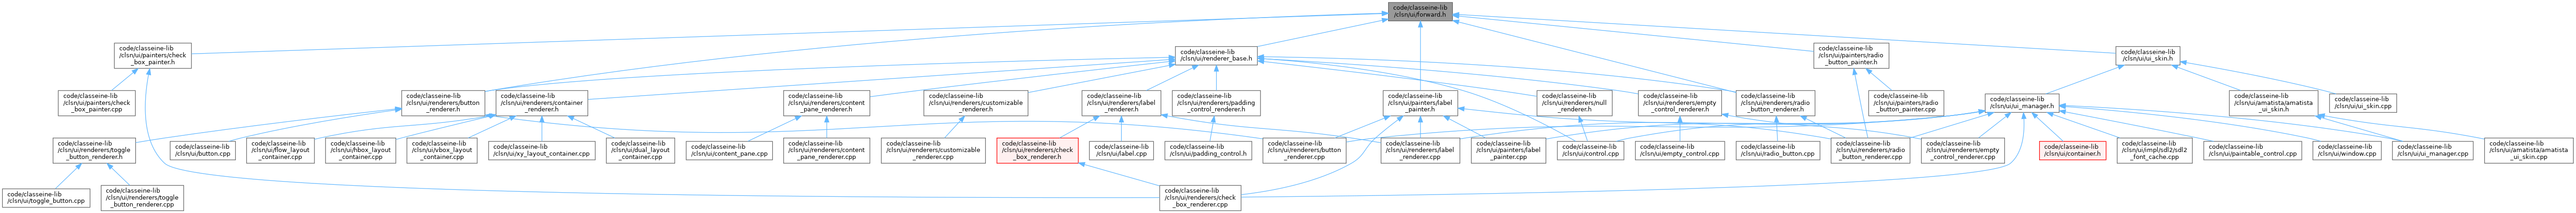 code/classeine-lib
/clsn/ui/forward.h
code/classeine-lib
/clsn/ui/painters/check
_box_painter.h
code/classeine-lib
/clsn/ui/renderer_base.h
code/classeine-lib
/clsn/ui/painters/radio
_button_painter.h
code/classeine-lib
/clsn/ui/ui_skin.h
code/classeine-lib
/clsn/ui/painters/check
_box_painter.cpp
code/classeine-lib
/clsn/ui/renderers/button
_renderer.h
code/classeine-lib
/clsn/ui/renderers/container
_renderer.h
code/classeine-lib
/clsn/ui/renderers/content
_pane_renderer.h
code/classeine-lib
/clsn/ui/renderers/customizable
_renderer.h
code/classeine-lib
/clsn/ui/renderers/label
_renderer.h
code/classeine-lib
/clsn/ui/renderers/padding
_control_renderer.h
code/classeine-lib
/clsn/ui/painters/label
_painter.h
code/classeine-lib
/clsn/ui/renderers/null
_renderer.h
code/classeine-lib
/clsn/ui/renderers/empty
_control_renderer.h
code/classeine-lib
/clsn/ui/renderers/radio
_button_renderer.h
code/classeine-lib
/clsn/ui/painters/radio
_button_painter.cpp
code/classeine-lib
/clsn/ui/ui_manager.h
code/classeine-lib
/clsn/ui/amatista/amatista
_ui_skin.h
code/classeine-lib
/clsn/ui/ui_skin.cpp
code/classeine-lib
/clsn/ui/renderers/toggle
_button_renderer.h
code/classeine-lib
/clsn/ui/button.cpp
code/classeine-lib
/clsn/ui/flow_layout
_container.cpp
code/classeine-lib
/clsn/ui/hbox_layout
_container.cpp
code/classeine-lib
/clsn/ui/vbox_layout
_container.cpp
code/classeine-lib
/clsn/ui/xy_layout_container.cpp
code/classeine-lib
/clsn/ui/dual_layout
_container.cpp
code/classeine-lib
/clsn/ui/content_pane.cpp
code/classeine-lib
/clsn/ui/renderers/content
_pane_renderer.cpp
code/classeine-lib
/clsn/ui/renderers/customizable
_renderer.cpp
code/classeine-lib
/clsn/ui/renderers/check
_box_renderer.h
code/classeine-lib
/clsn/ui/label.cpp
code/classeine-lib
/clsn/ui/padding_control.h
code/classeine-lib
/clsn/ui/renderers/button
_renderer.cpp
code/classeine-lib
/clsn/ui/renderers/label
_renderer.cpp
code/classeine-lib
/clsn/ui/painters/label
_painter.cpp
code/classeine-lib
/clsn/ui/control.cpp
code/classeine-lib
/clsn/ui/empty_control.cpp
code/classeine-lib
/clsn/ui/radio_button.cpp
code/classeine-lib
/clsn/ui/renderers/radio
_button_renderer.cpp
code/classeine-lib
/clsn/ui/renderers/empty
_control_renderer.cpp
code/classeine-lib
/clsn/ui/container.h
code/classeine-lib
/clsn/ui/impl/sdl2/sdl2
_font_cache.cpp
code/classeine-lib
/clsn/ui/paintable_control.cpp
code/classeine-lib
/clsn/ui/window.cpp
code/classeine-lib
/clsn/ui/ui_manager.cpp
code/classeine-lib
/clsn/ui/amatista/amatista
_ui_skin.cpp
code/classeine-lib
/clsn/ui/toggle_button.cpp
code/classeine-lib
/clsn/ui/renderers/toggle
_button_renderer.cpp
code/classeine-lib
/clsn/ui/renderers/check
_box_renderer.cpp